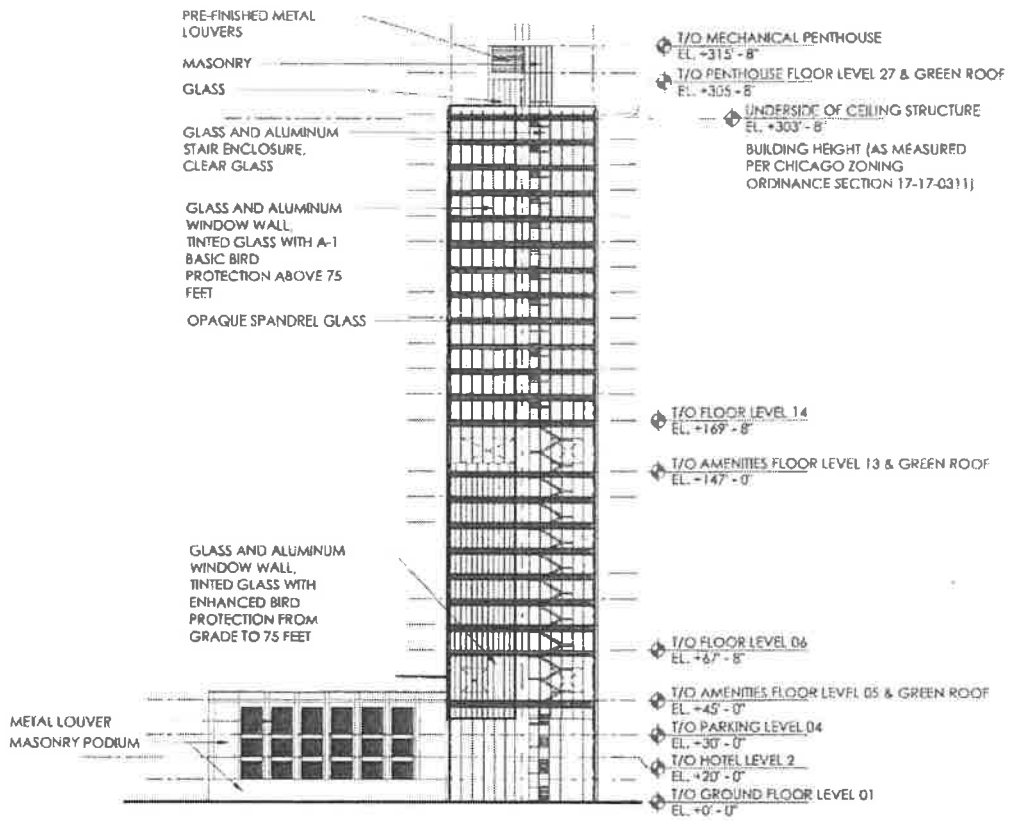 PRE-FINISHED METAL
LOUVERS
MASONRY
GLASS
GLASS AND ALUMINUM
STAIR ENCLOSURE,
CLEAR GLASS
GLASS AND ALUMINUM
WINDOW WALL,
TINTED GLASS WITH A-1
BASIC BIRD
PROTECTION ABOVE 75
FEET
OPAQUE SPANDREL GLASS
GLASS AND ALUMINUM
WINDOW WALL,
TINTED GLASS WITH
ENHANCED BIRD
PROTECTION FROM
GRADE TO 75 FEET
METAL LOUVER
MASONRY PODIUM
T/O MECHANICAL PENTHOUSE
EL. +315' - 8"
T/O PENTHOUSE FLOOR LEVEL 27 & GREEN ROOF
EL. +305 - 8"
UNDERSIDE OF CEILING STRUCTURE
EL. +303' - 8"
BUILDING HEIGHT (AS MEASURED
PER CHICAGO ZONING
ORDINANCE SECTION 17-17-0311)
T/O FLOOR LEVEL 14
EL. +169' - 8"
T/O AMENITIES FLOOR LEVEL 13 & GREEN ROOF
EL. +147' - 0"
T/O FLOOR LEVEL 06
EL. +67' - 8"
T/O AMENITIES FLOOR LEVEL 05 & GREEN ROOF
EL. +45' - 0"
T/O PARKING LEVEL 04
EL. +30' - 0"
T/O HOTEL LEVEL 2
EL. +20' - 0"
T/O GROUND FLOOR LEVEL 01
EL. +0' - 0"